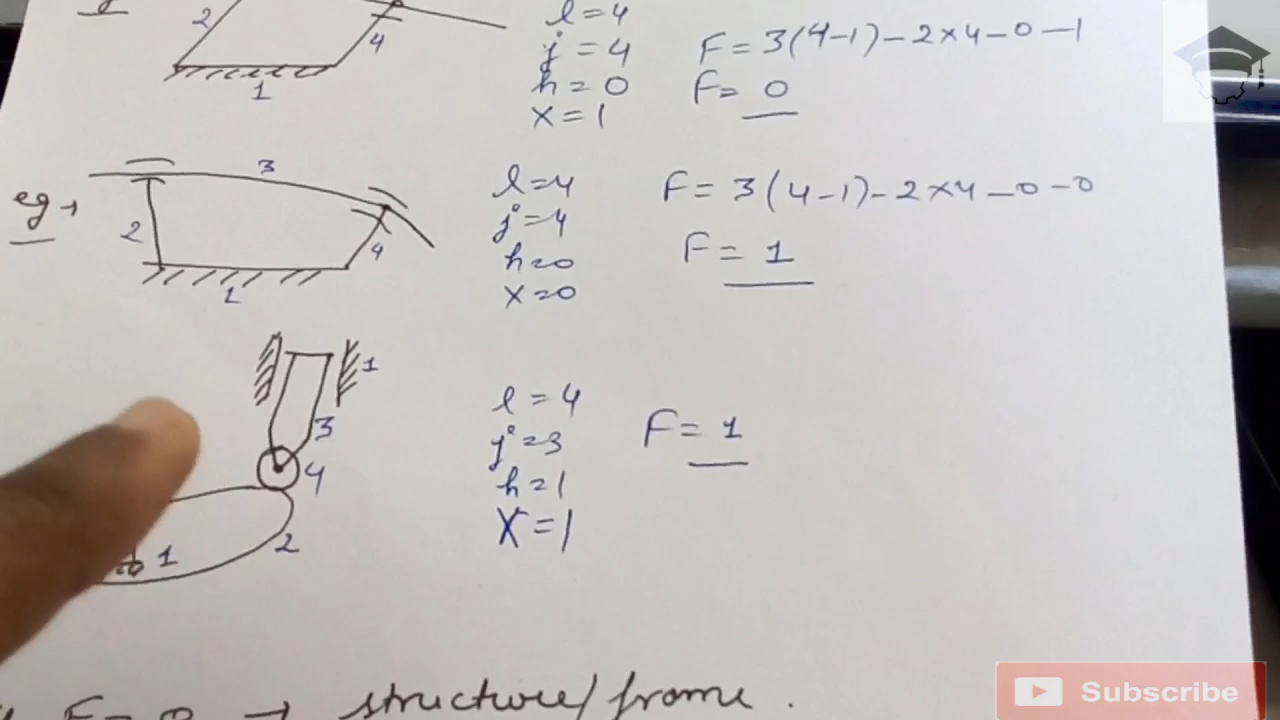 2
4
1
l=4
j=4
h=0
x=1
F=3(4-1)-2×4-0-1
F= 0
eg→
3
2
4
1
l=4
j=4
h=0
x=0
F= 3(4-1)-2×4-0-0
F= 1
1
3
4
2
1
l=4
j=3
h=1
X=1
F= 1
F= 0 → structure/frame.
Subscribe